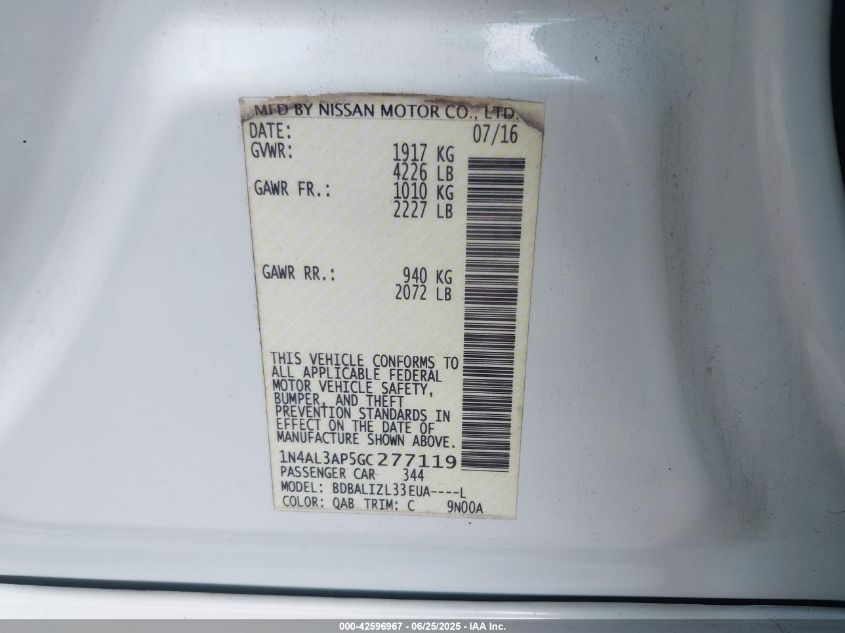 MFD BY NISSAN MOTOR CO., LTD.
DATE: 07/16
GVWR: 1917 KG
4226 LB
GAWR FR.: 1010 KG
2227 LB
GAWR RR.: 940 KG
2072 LB
THIS VEHICLE CONFORMS TO
ALL APPLICABLE FEDERAL
MOTOR VEHICLE SAFETY,
BUMPER, AND THEFT
PREVENTION STANDARDS IN
EFFECT ON THE DATE OF
MANUFACTURE SHOWN ABOVE.
1N4AL3AP5GC277119
PASSENGER CAR 344
MODEL: BDBALIZL33EUA----L
COLOR: QAB TRIM: C 9N00A
000-42596967 - 06/25/2025 - IAA Inc.